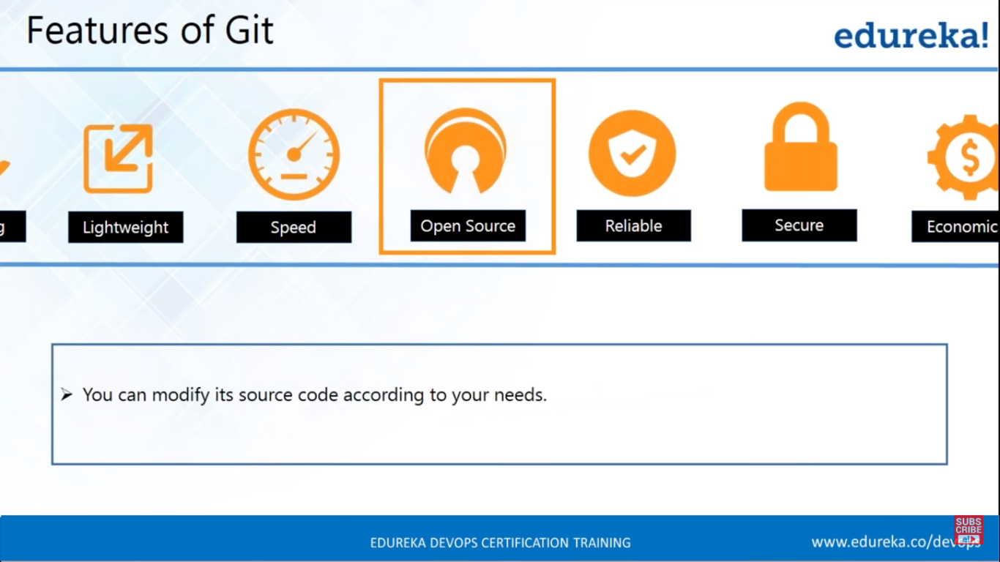 Features of Git
edureka!
g
Lightweight
Speed
Open Source
Reliable
Secure
Economic
➢ You can modify its source code according to your needs.
EDUREKA DEVOPS CERTIFICATION TRAINING
www.edureka.co/devops
SUBS
CRIBE
e!